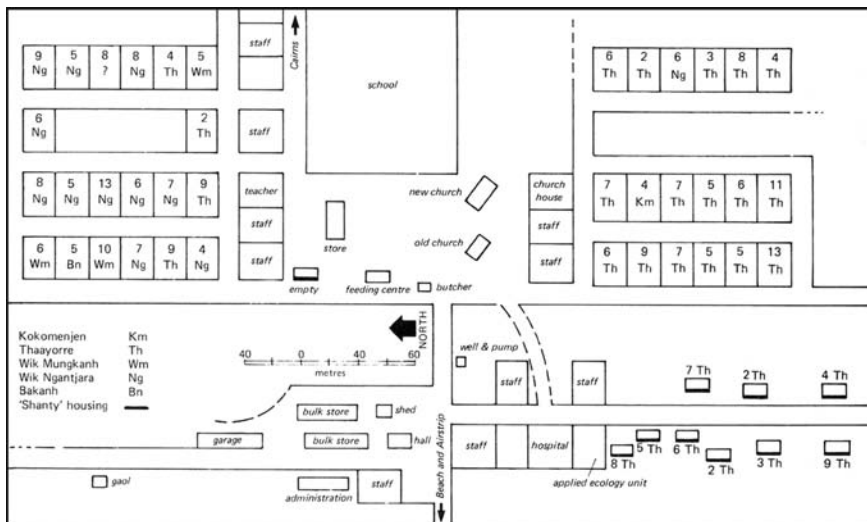 Cairns
staff
school
9 5 8 8 4 5
Ng Ng ? Ng Th Wm
6 2 6 3 8 4
Th Th Ng Th Th Th
6 2
Ng Th
staff
8 5 13 6 7 9
Ng Ng Ng Ng Ng Th
teacher
staff
store
new church
church house
staff
7 4 7 5 6 11
Th Km Th Th Th Th
6 5 10 7 9 4
Wm Bn Wm Ng Th Ng
staff
old church
staff
6 9 7 5 5 13
Th Th Th Th Th Th
empty
feeding centre
butcher
Kokomenjen Km
Thaayorre Th
Wik Mungkanh Wm
Wik Ngantjara Ng
Bakanh Bn
'Shanty' housing
NORTH
40 20 0 20 40 60
metres
well & pump
staff
staff
7 Th
2 Th
4 Th
bulk store
shed
garage
bulk store
hall
staff
hospital
applied ecology unit
8 Th
5 Th
6 Th
2 Th
3 Th
9 Th
gaol
administration
staff
Beach and Airstrip